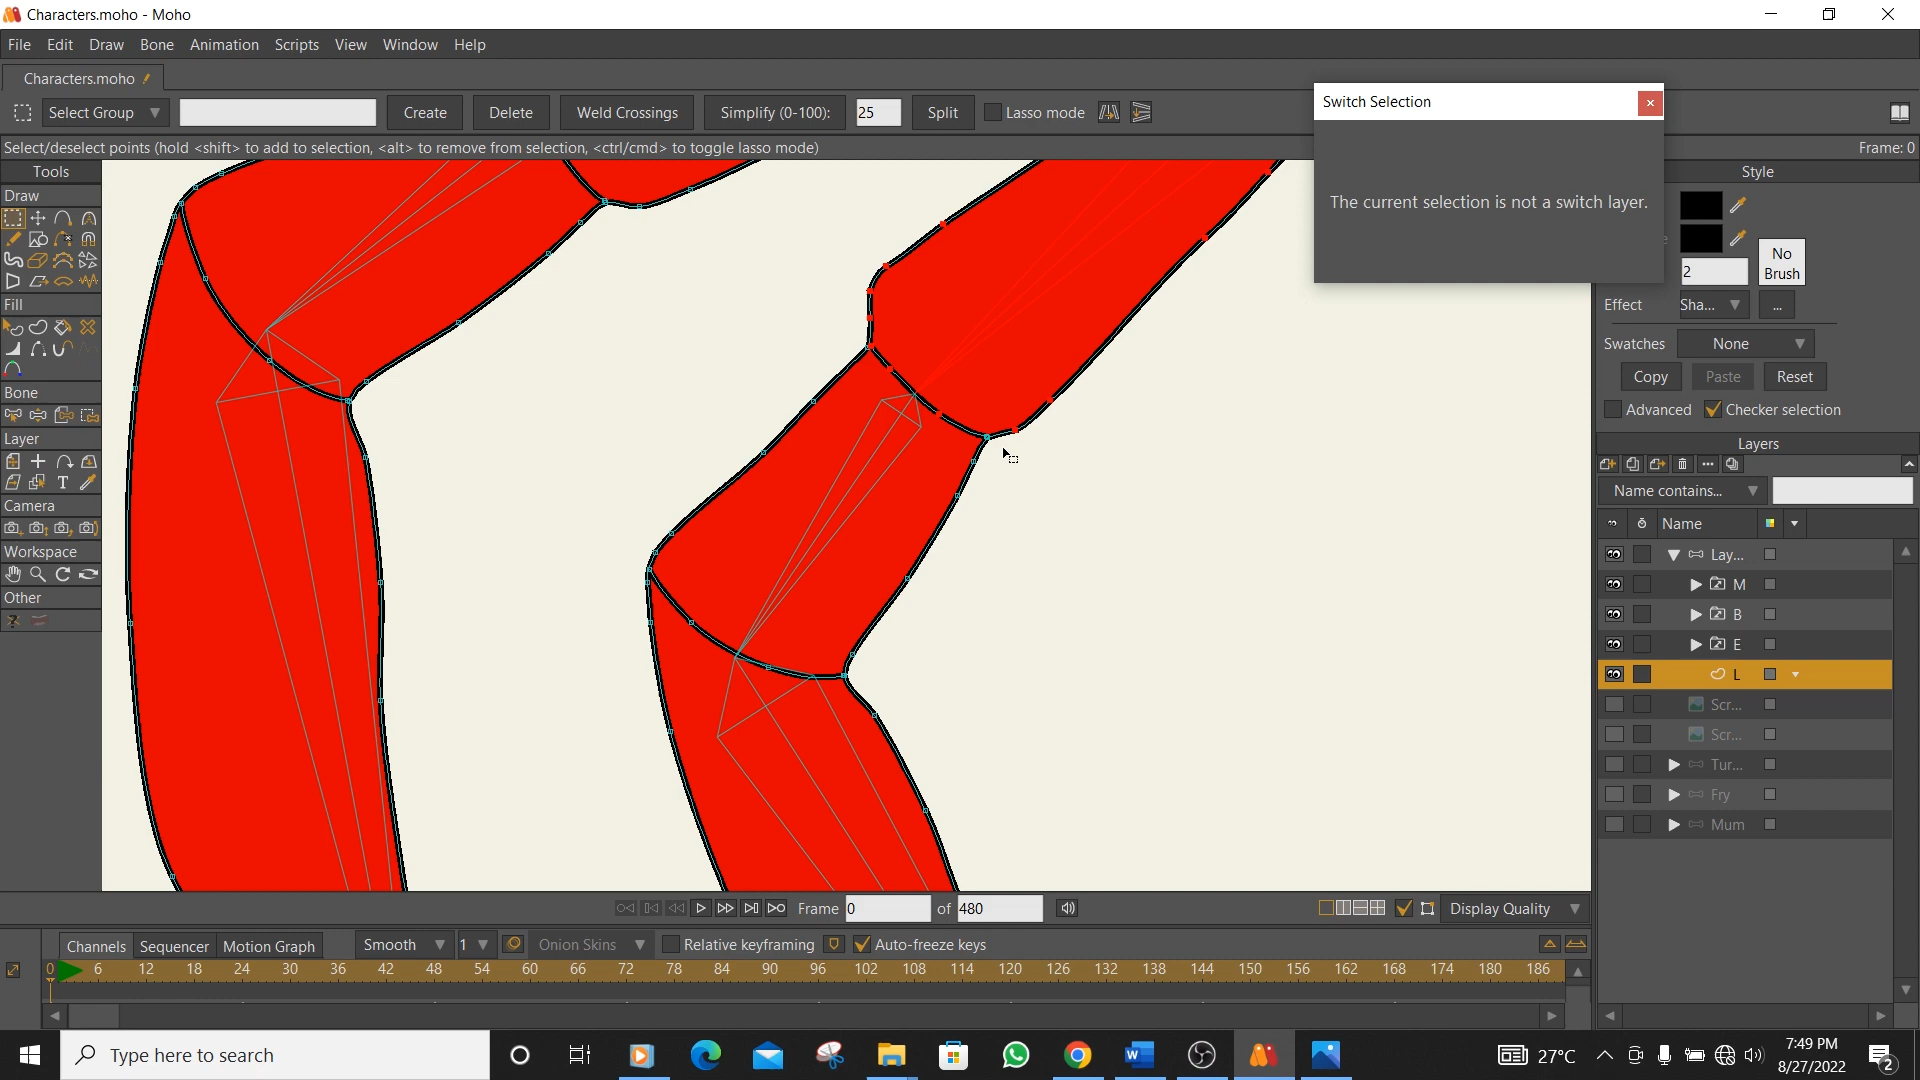 Characters.moho - Moho
File Edit Draw Bone Animation Scripts View Window Help
Characters.moho
Select Group Create Delete Weld Crossings Simplify (0-100): 25 Split Lasso mode
Switch Selection
Select/deselect points (hold <shift> to add to selection, <alt> to remove from selection, <ctrl/cmd> to toggle lasso mode)
Frame: 0
Tools
Style
Draw
The current selection is not a switch layer.
No
Brush
2
Fill
Effect Sha... ...
Swatches None
Copy Paste Reset
Bone
Advanced Checker selection
Layer
Layers
Name contains...
Camera
Name
Workspace
Lay...
M
Other
B
E
L
Scr...
Scr...
Tur...
Fry
Mum
Frame 0 of 480
Display Quality
Channels Sequencer Motion Graph Smooth 1 Onion Skins Relative keyframing Auto-freeze keys
0 6 12 18 24 30 36 42 48 54 60 66 72 78 84 90 96 102 108 114 120 126 132 138 144 150 156 162 168 174 180 186
Type here to search
27°C
7:49 PM
8/27/2022
2